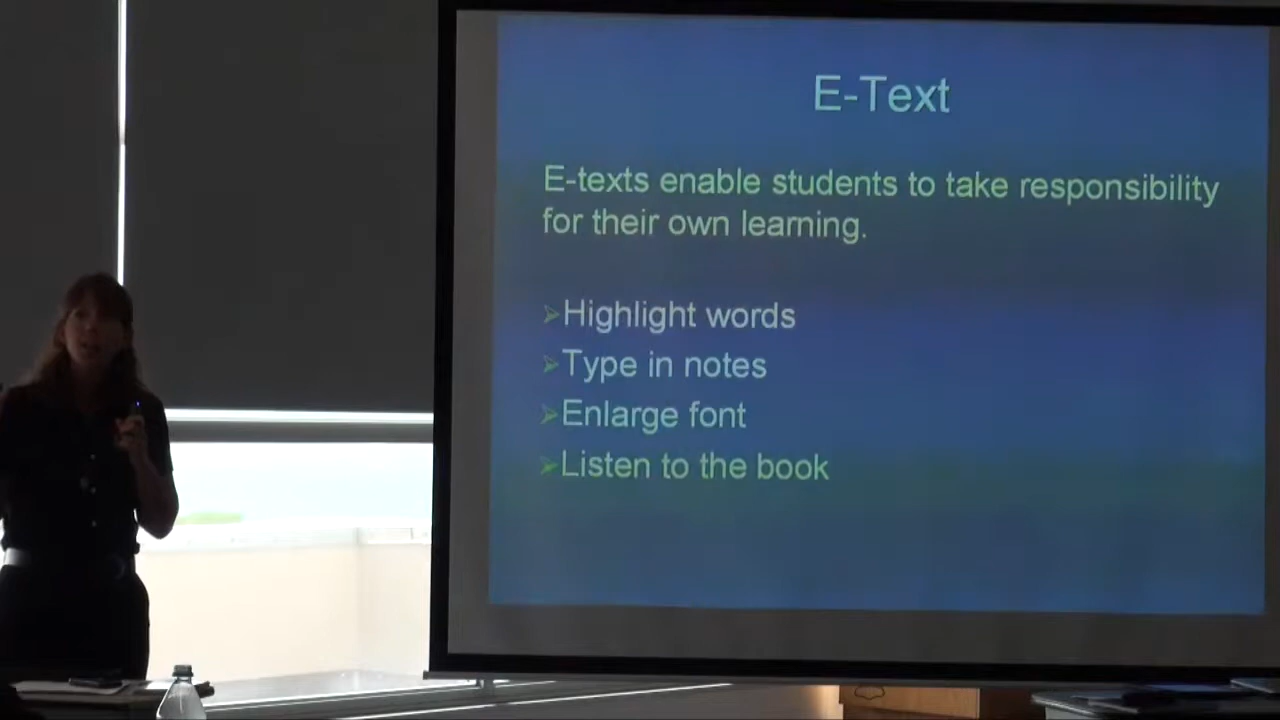 E-Text
E-texts enable students to take responsibility
for their own learning.
Highlight words
Type in notes
Enlarge font
Listen to the book